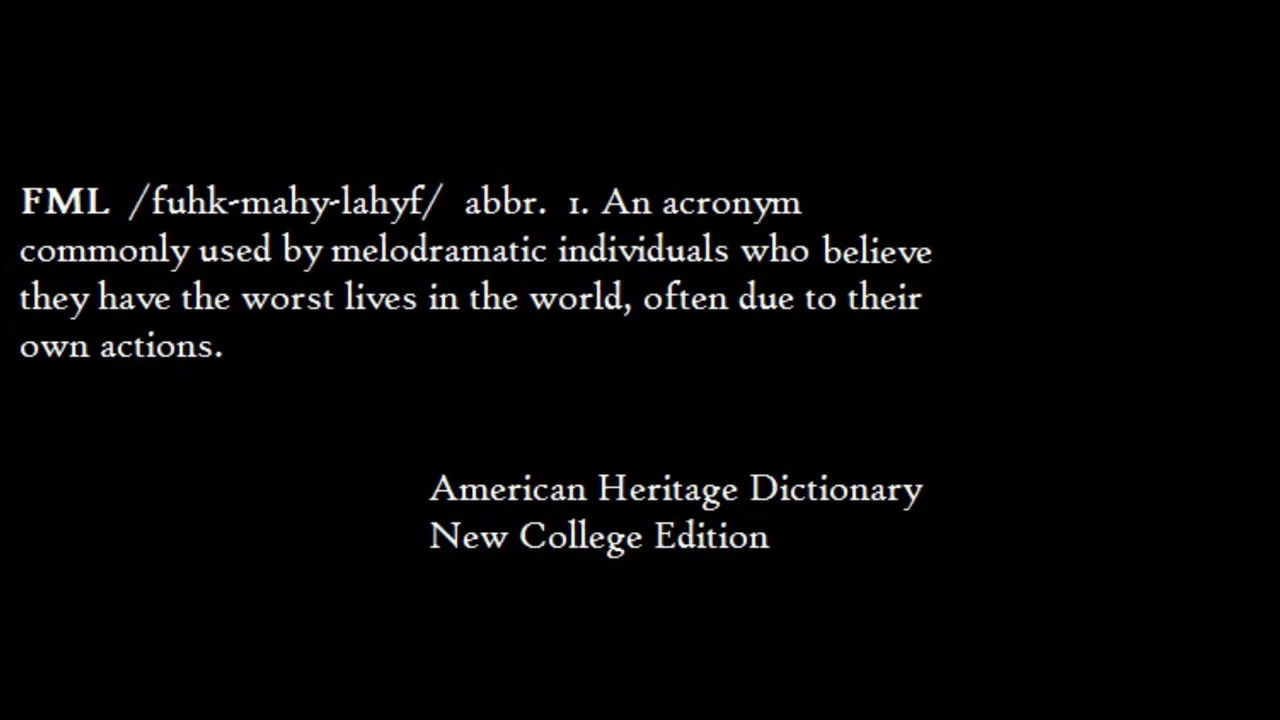 FML /fuhk-mahy-lahyf/ abbr. 1. An acronym
commonly used by melodramatic individuals who believe
they have the worst lives in the world, often due to their
own actions.
American Heritage Dictionary
New College Edition